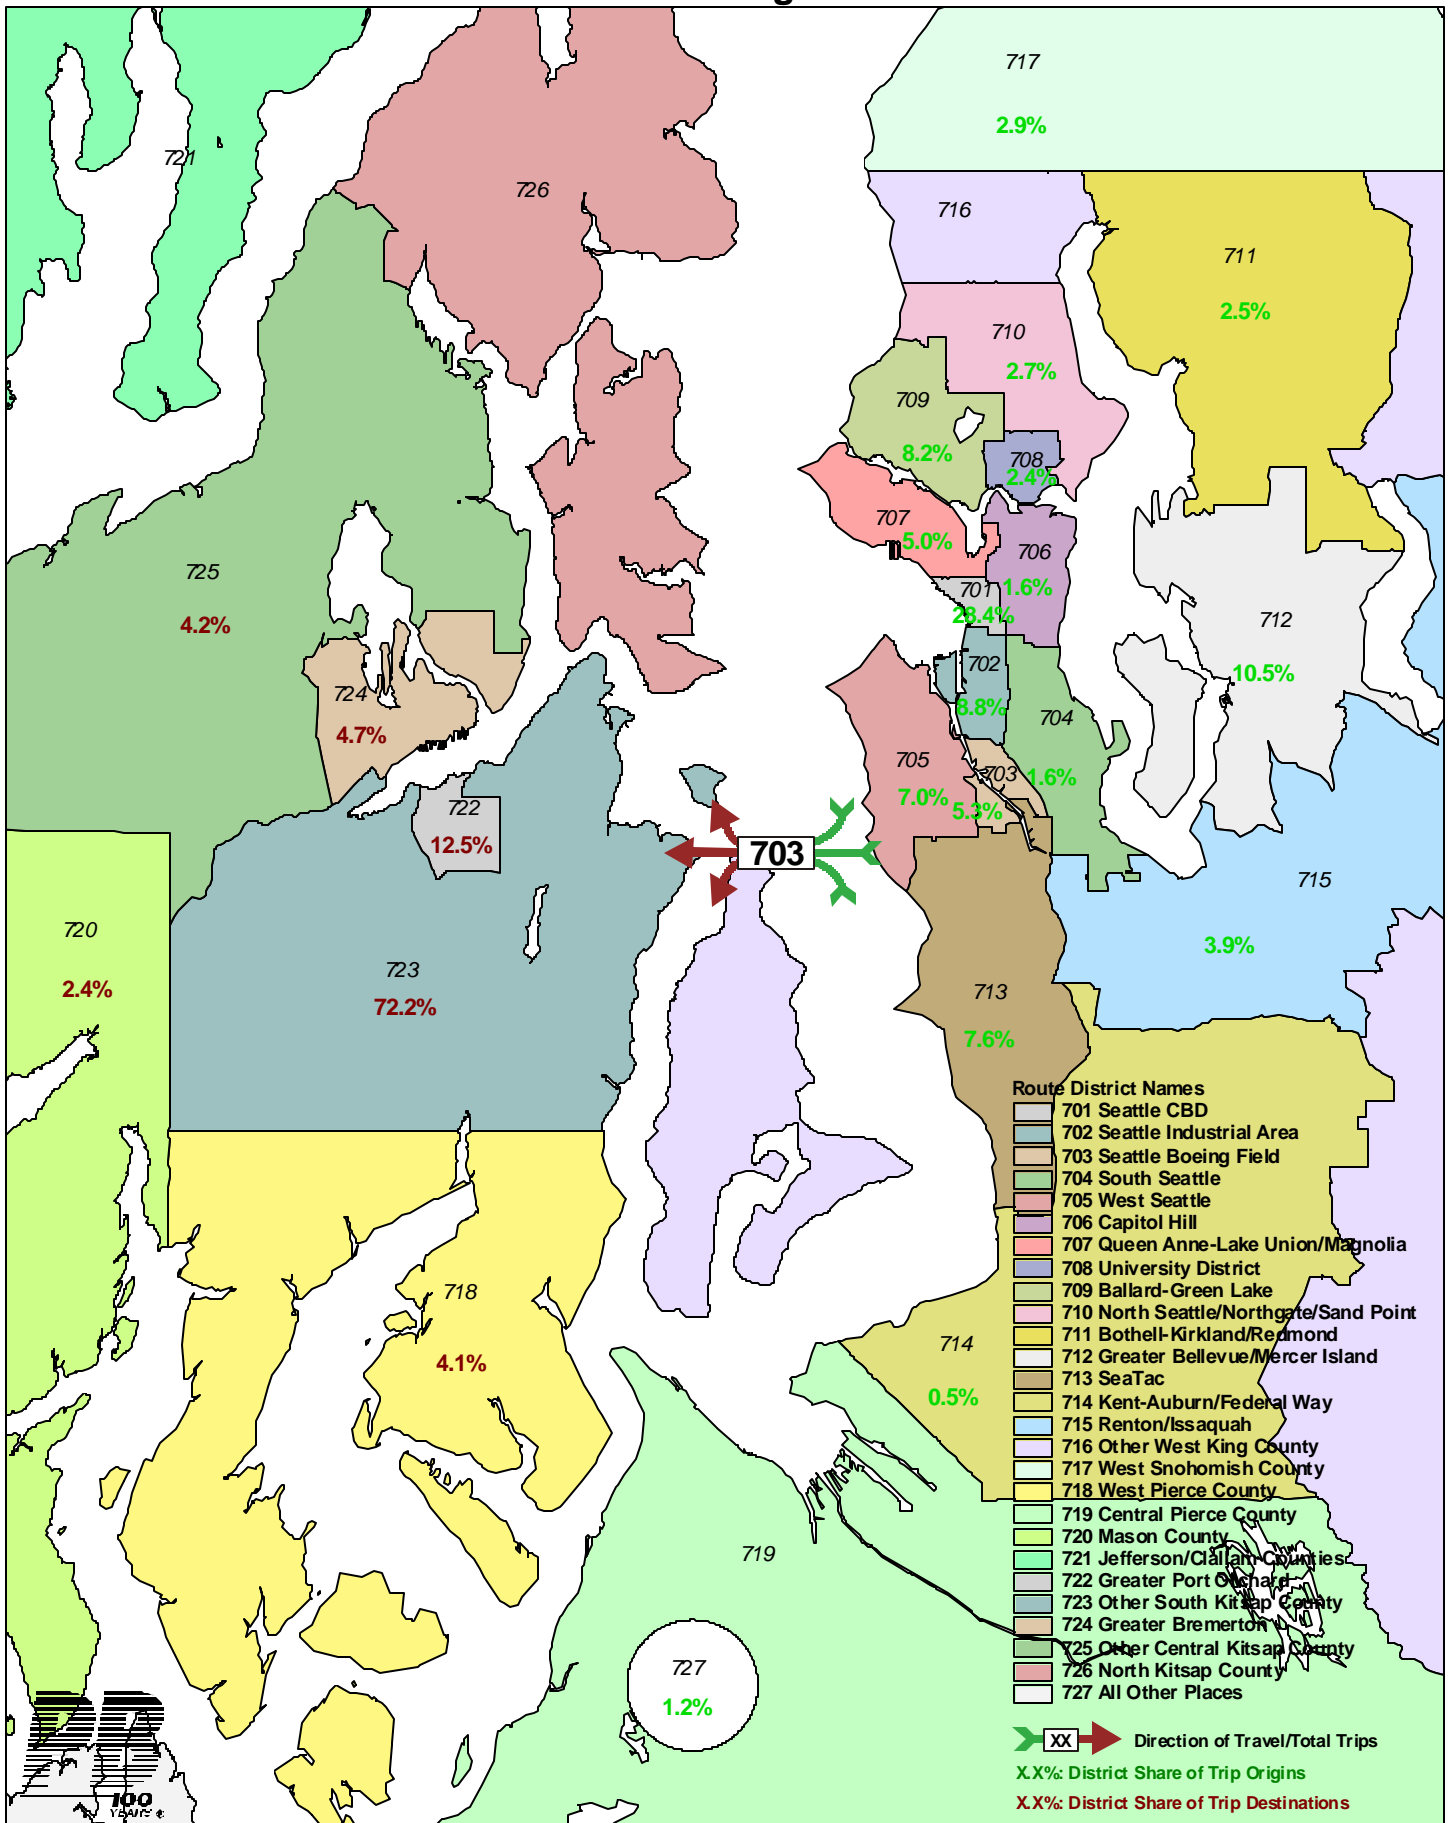 717
2.9%
721
726
716
711
2.5%
710
2.7%
709
8.2%
708
2.4%
707
5.0%
706
1.6%
701
28.4%
725
4.2%
712
10.5%
702
8.8%
724
4.7%
704
1.6%
705
7.0%
703
5.3%
722
12.5%
703
715
3.9%
720
2.4%
723
72.2%
713
7.6%
718
4.1%
714
0.5%
719
727
1.2%
Route District Names
701 Seattle CBD
702 Seattle Industrial Area
703 Seattle Boeing Field
704 South Seattle
705 West Seattle
706 Capitol Hill
707 Queen Anne-Lake Union/Magnolia
708 University District
709 Ballard-Green Lake
710 North Seattle/Northgate/Sand Point
711 Bothell-Kirkland/Redmond
712 Greater Bellevue/Mercer Island
713 SeaTac
714 Kent-Auburn/Federal Way
715 Renton/Issaquah
716 Other West King County
717 West Snohomish County
718 West Pierce County
719 Central Pierce County
720 Mason County
721 Jefferson/Clallam Counties
722 Greater Port Orchard
723 Other South Kitsap County
724 Greater Bremerton
725 Other Central Kitsap County
726 North Kitsap County
727 All Other Places
XX Direction of Travel/Total Trips
X.X%: District Share of Trip Origins
X.X%: District Share of Trip Destinations
PB
100
YEARS ®